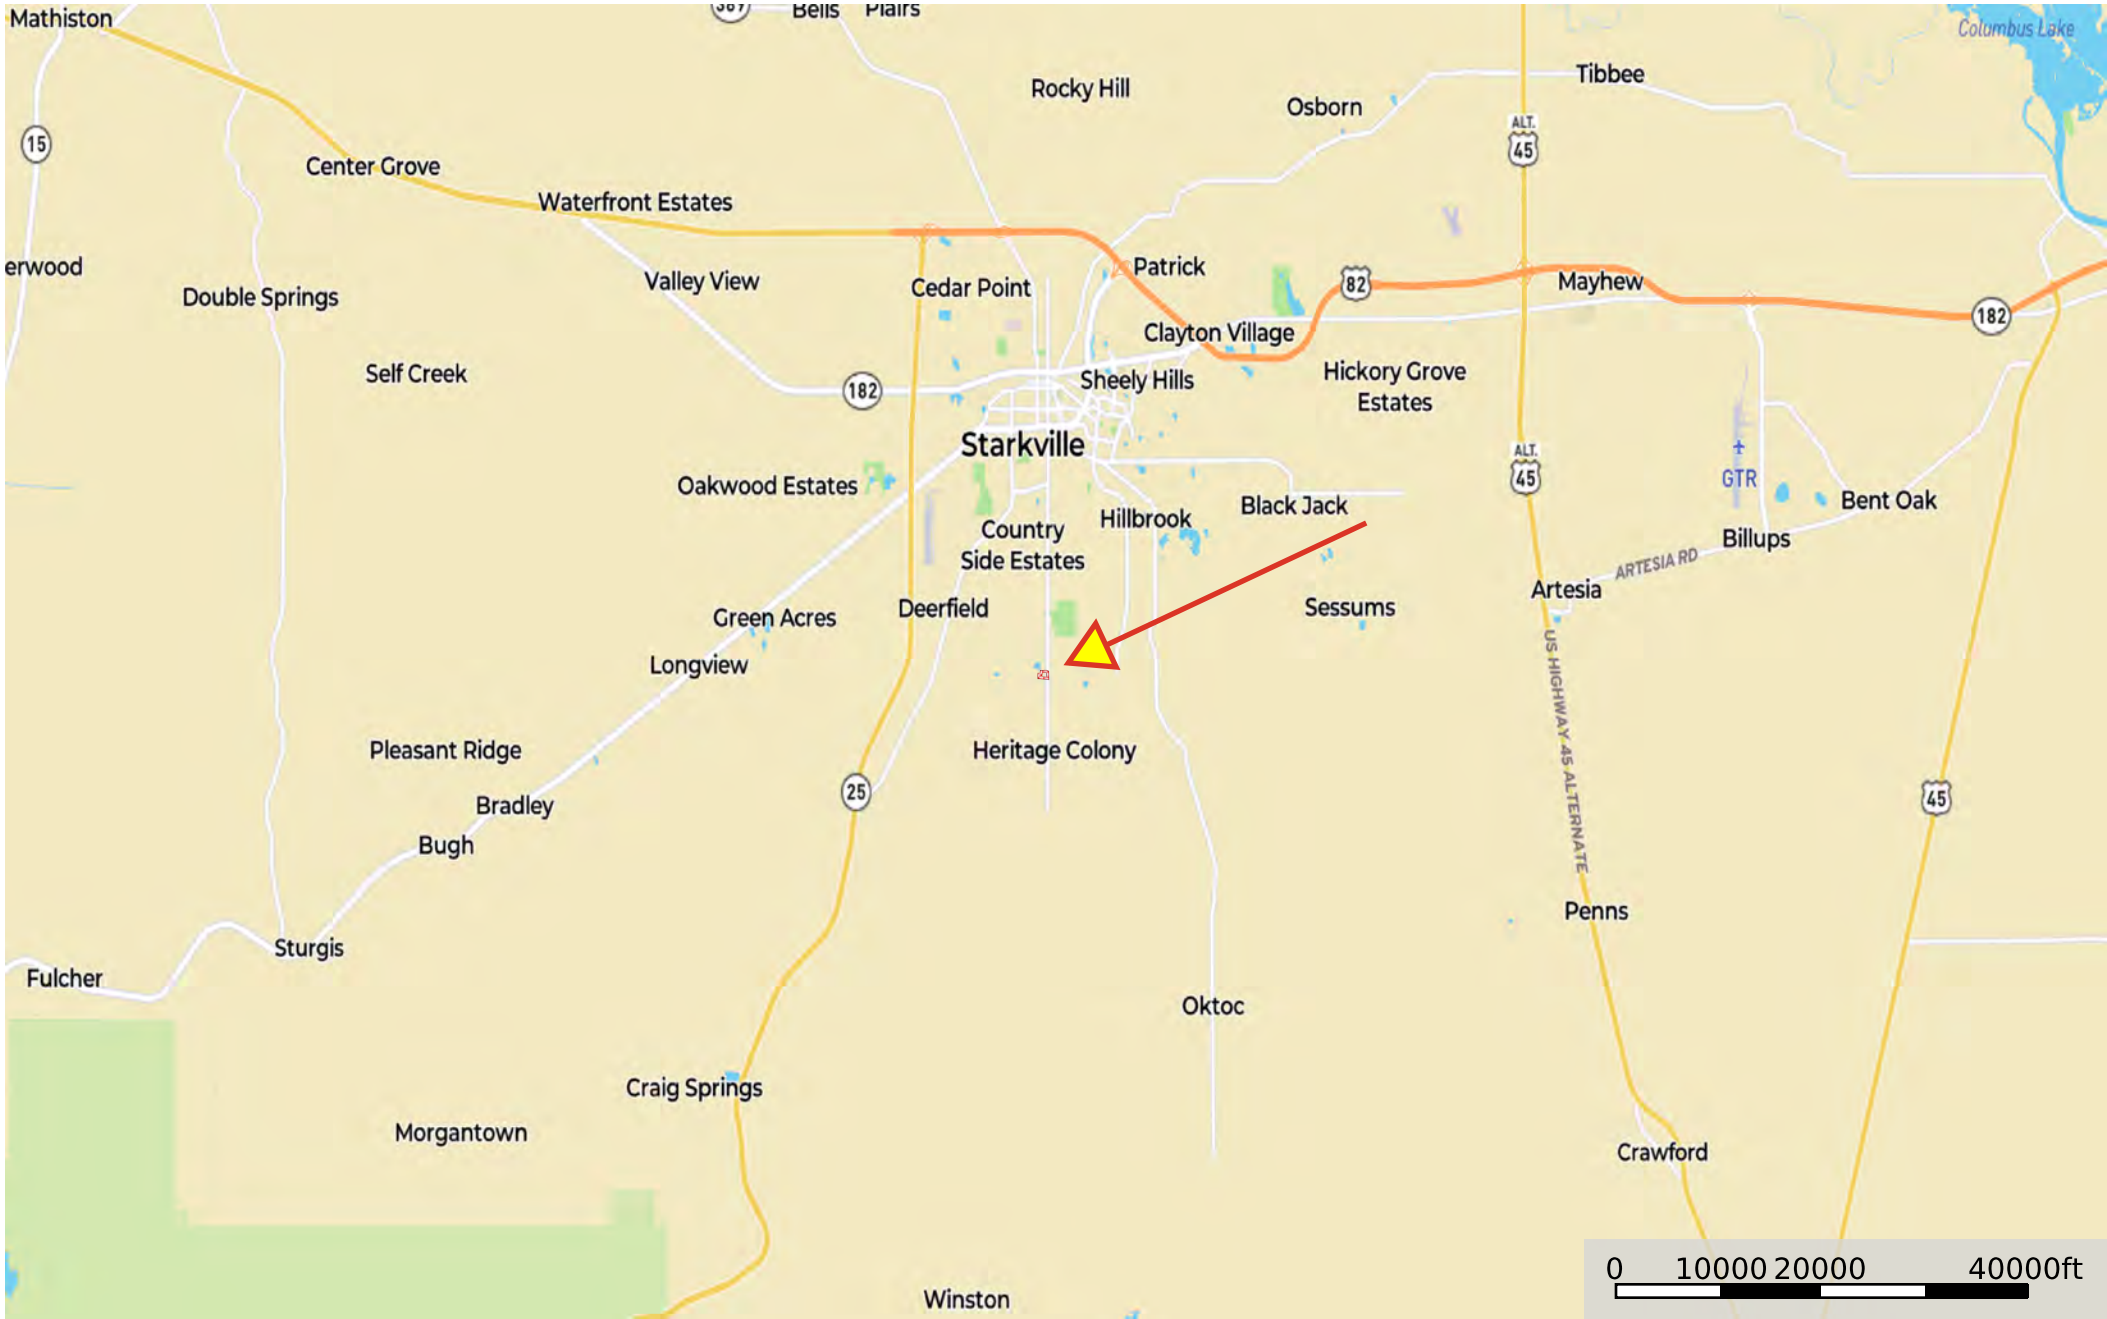 Mathiston
389
Bells
Plairs
Columbus Lake
Rocky Hill
Tibbee
Osborn
ALT.
45
15
Center Grove
Waterfront Estates
erwood
Double Springs
Valley View
Cedar Point
Patrick
82
Mayhew
182
Clayton Village
Self Creek
182
Sheely Hills
Hickory Grove
Estates
Starkville
ALT.
45
GTR
Oakwood Estates
Black Jack
Bent Oak
Country
Side Estates
Hillbrook
Billups
ARTESIA RD
Artesia
Green Acres
Deerfield
Sessums
Longview
US HIGHWAY 45 ALTERNATE
Pleasant Ridge
Heritage Colony
25
45
Bradley
Bugh
Penns
Sturgis
Fulcher
Oktoc
Craig Springs
Morgantown
Crawford
Winston
0 10000 20000 40000ft